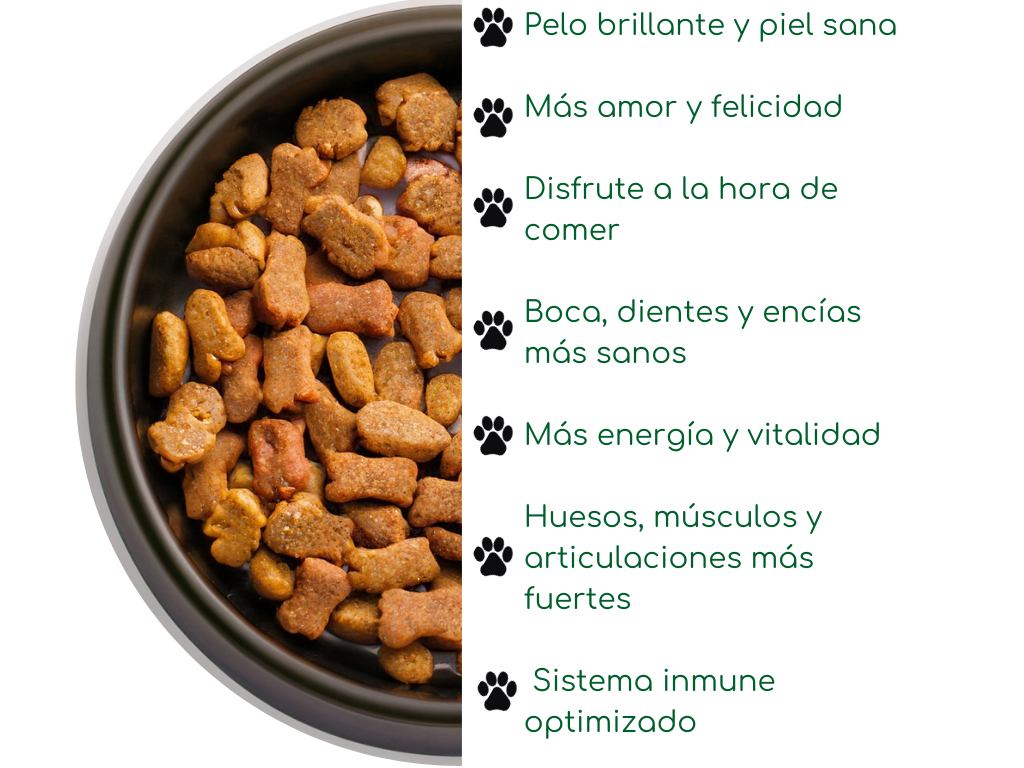 Pelo brillante y piel sana
Más amor y felicidad
Disfrute a la hora de
comer
Boca, dientes y encías
más sanos
Más energía y vitalidad
Huesos, músculos y
articulaciones más
fuertes
Sistema inmune
optimizado